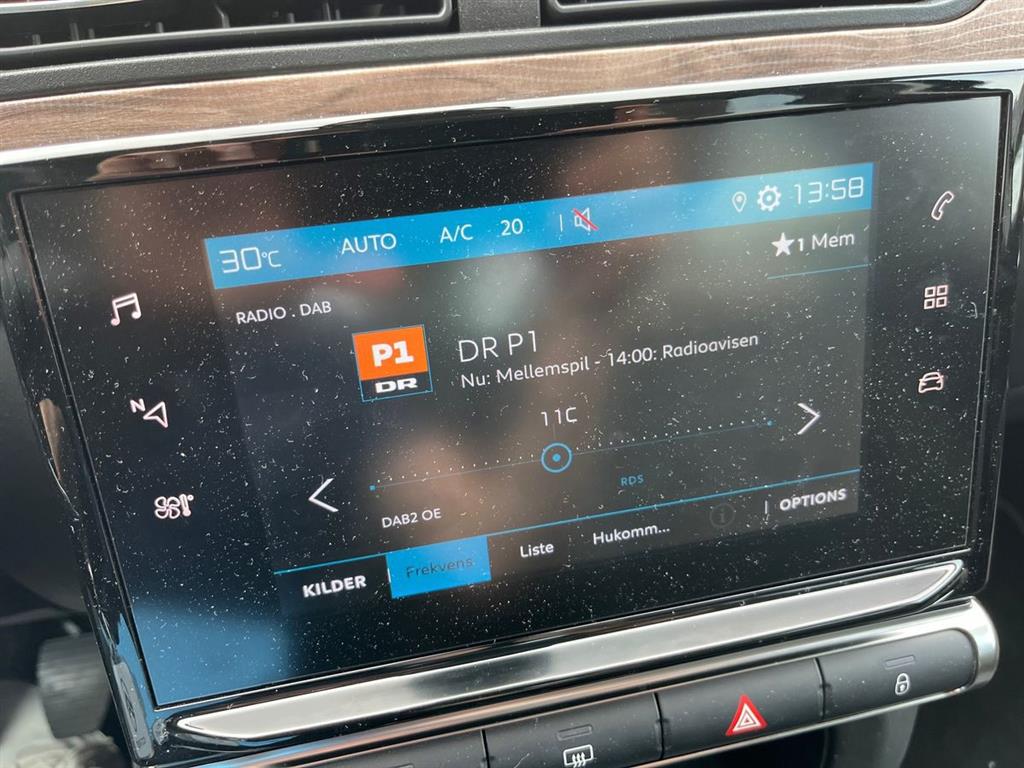 30°C AUTO A/C 20 13:58
★1 Mem
RADIO . DAB
P1
DR
DR P1
Nu: Mellemspil - 14:00: Radioavisen
11C
N
RDS
DAB2 OE
KILDER Frekvens Liste Hukomm... OPTIONS